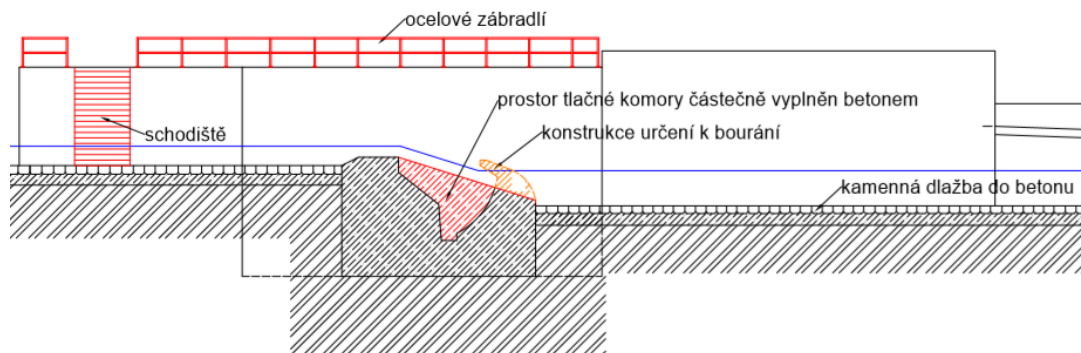 ocelové zábradlí
prostor tlačné komory částečně vyplněn betonem
schodiště
konstrukce určení k bourání
kamenná dlažba do betonu